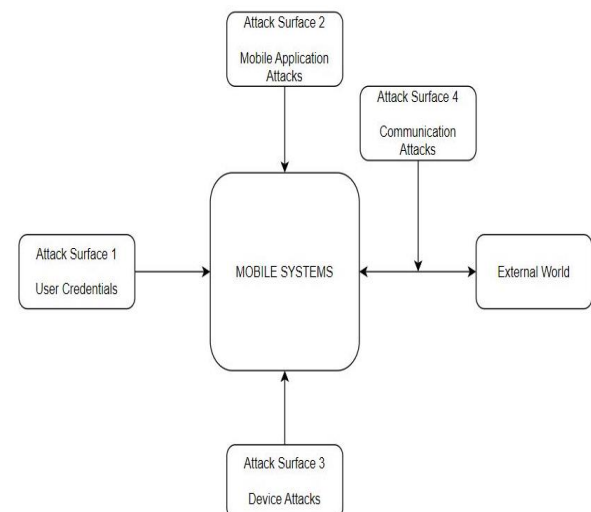 Attack Surface 2
Mobile Application
Attacks
Attack Surface 4
Communication
Attacks
Attack Surface 1
User Credentials
MOBILE SYSTEMS
External World
Attack Surface 3
Device Attacks